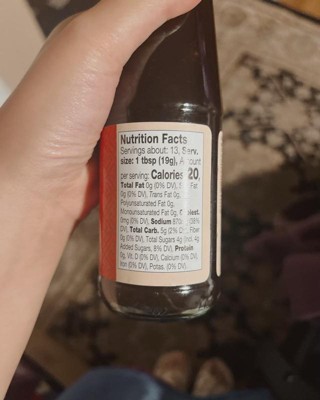 Nutrition Facts
Servings about: 13, Serv.
size: 1 tbsp (19g), Amount
per serving: Calories 20,
Total Fat 0g (0% DV), Fat
0g (0% DV), Trans Fat 0g,
Polyunsaturated Fat 0g,
Monounsaturated Fat 0g, Cholest.
0mg (0% DV), Sodium (38%
DV), Total Carb. 5g (2% DV), Fiber
0g (0% DV), Total Sugars 4g (Incl. 4g
Added Sugars, 8% DV), Protein
0g, Vit. D (0% DV), Calcium (0% DV),
Iron (0% DV), Potas. (0% DV).